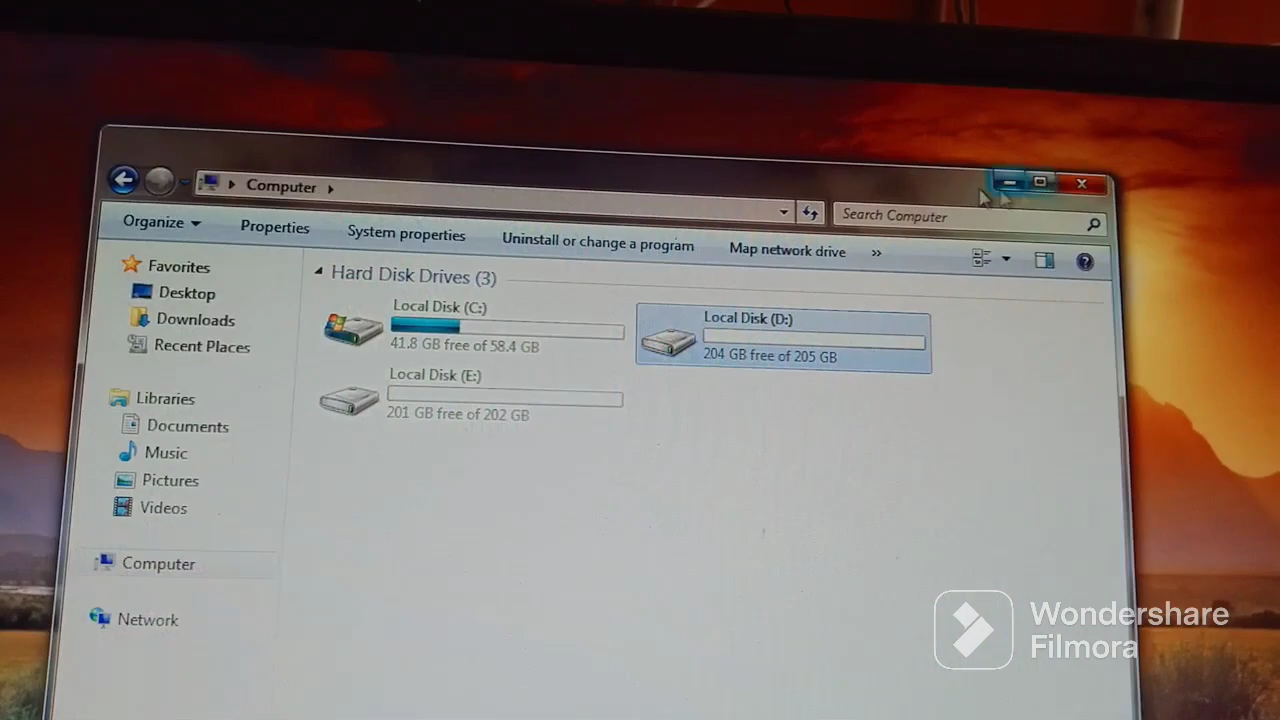 Computer
Search Computer
Organize
Properties
System properties
Uninstall or change a program
Map network drive
»
Favorites
Desktop
Downloads
Recent Places
Libraries
Documents
Music
Pictures
Videos
Computer
Network
Hard Disk Drives (3)
Local Disk (C:)
41.8 GB free of 58.4 GB
Local Disk (D:)
204 GB free of 205 GB
Local Disk (E:)
201 GB free of 202 GB
Wondershare
Filmora